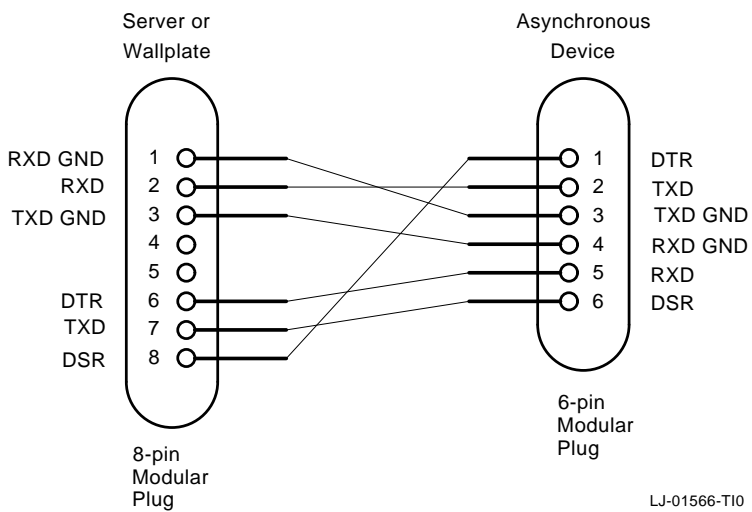 Server or
Wallplate
Asynchronous
Device
RXD GND 1
RXD 2
TXD GND 3
4
5
DTR 6
TXD 7
DSR 8
1 DTR
2 TXD
3 TXD GND
4 RXD GND
5 RXD
6 DSR
8-pin
Modular
Plug
6-pin
Modular
Plug
LJ-01566-TI0